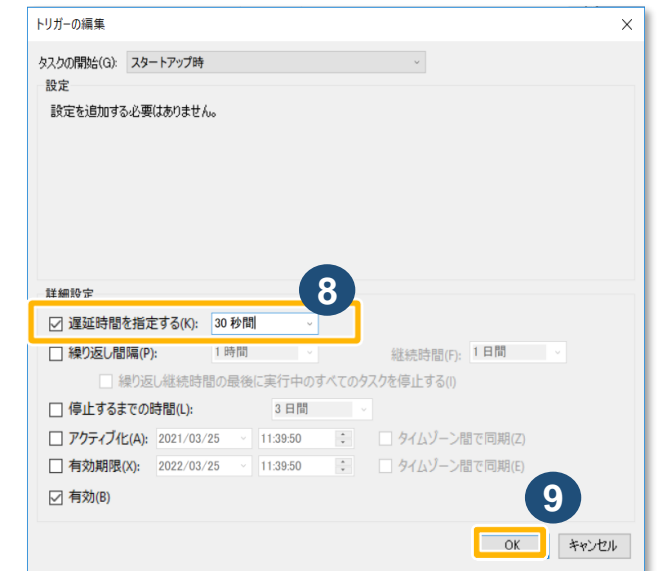 トリガーの編集
タスクの開始(G): スタートアップ時
設定
設定を追加する必要はありません。
詳細設定
8
遅延時間を指定する(K): 30 秒間
繰り返し間隔(P): 1 時間 継続時間(F): 1 日間
繰り返し継続時間の最後に実行中のすべてのタスクを停止する(I)
停止するまでの時間(L): 3 日間
アクティブ化(A): 2021/03/25 11:39:50 タイムゾーン間で同期(Z)
有効期限(X): 2022/03/25 11:39:50 タイムゾーン間で同期(E)
有効(B)
9
OK キャンセル